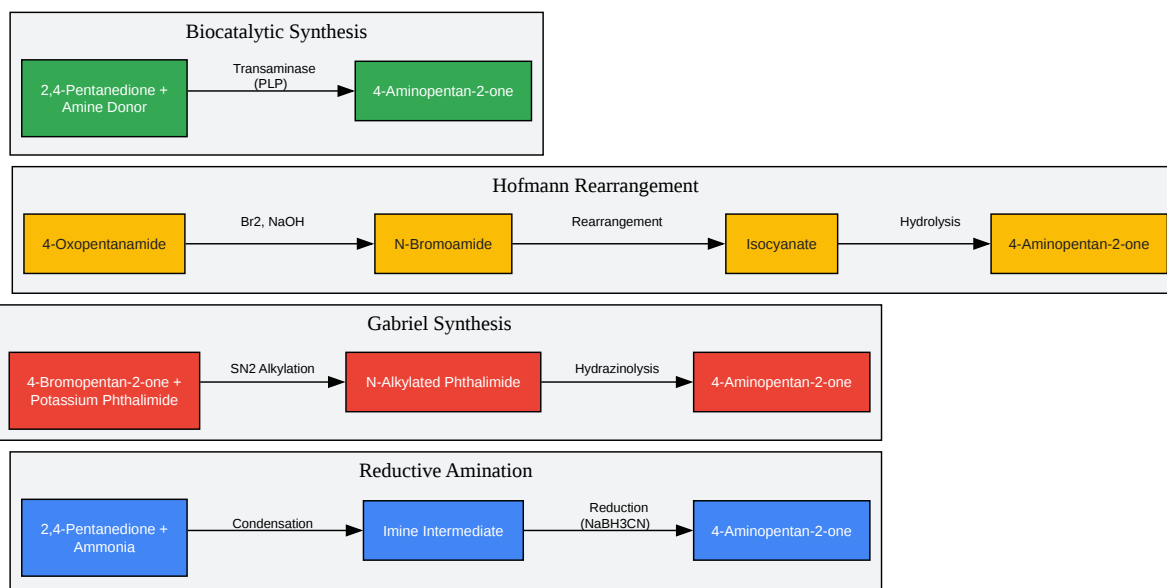 Biocatalytic Synthesis
2,4-Pentanedione +
Amine Donor
Transaminase
(PLP)
4-Aminopentan-2-one
Hofmann Rearrangement
4-Oxopentanamide
Br2, NaOH
N-Bromoamide
Rearrangement
Isocyanate
Hydrolysis
4-Aminopentan-2-one
Gabriel Synthesis
4-Bromopentan-2-one +
Potassium Phthalimide
SN2 Alkylation
N-Alkylated Phthalimide
Hydrazinolysis
4-Aminopentan-2-one
Reductive Amination
2,4-Pentanedione +
Ammonia
Condensation
Imine Intermediate
Reduction
(NaBH3CN)
4-Aminopentan-2-one